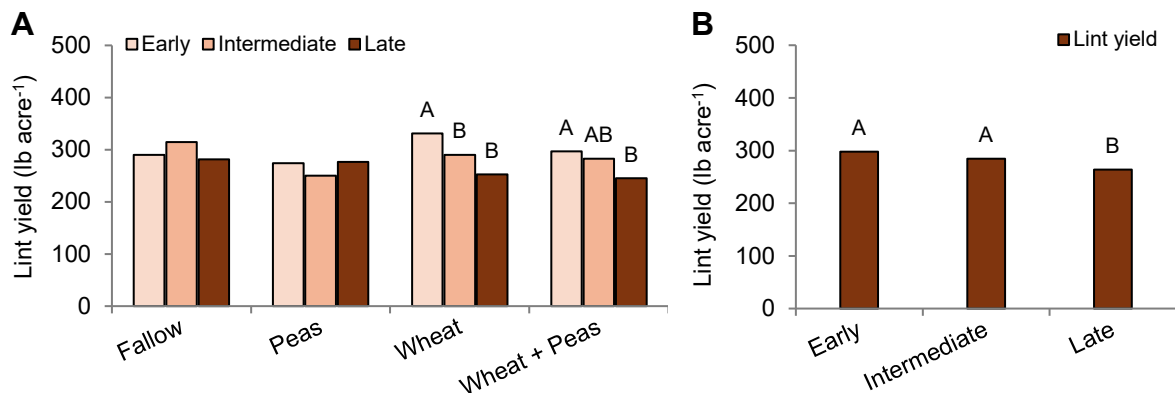 A
Early Intermediate Late
Lint yield (lb acre⁻¹)
500
400
300
200
100
0
A
B
B
A
AB
B
Fallow
Peas
Wheat
Wheat + Peas
B
Lint yield
Lint yield (lb acre⁻¹)
500
400
300
200
100
0
A
A
B
Early
Intermediate
Late